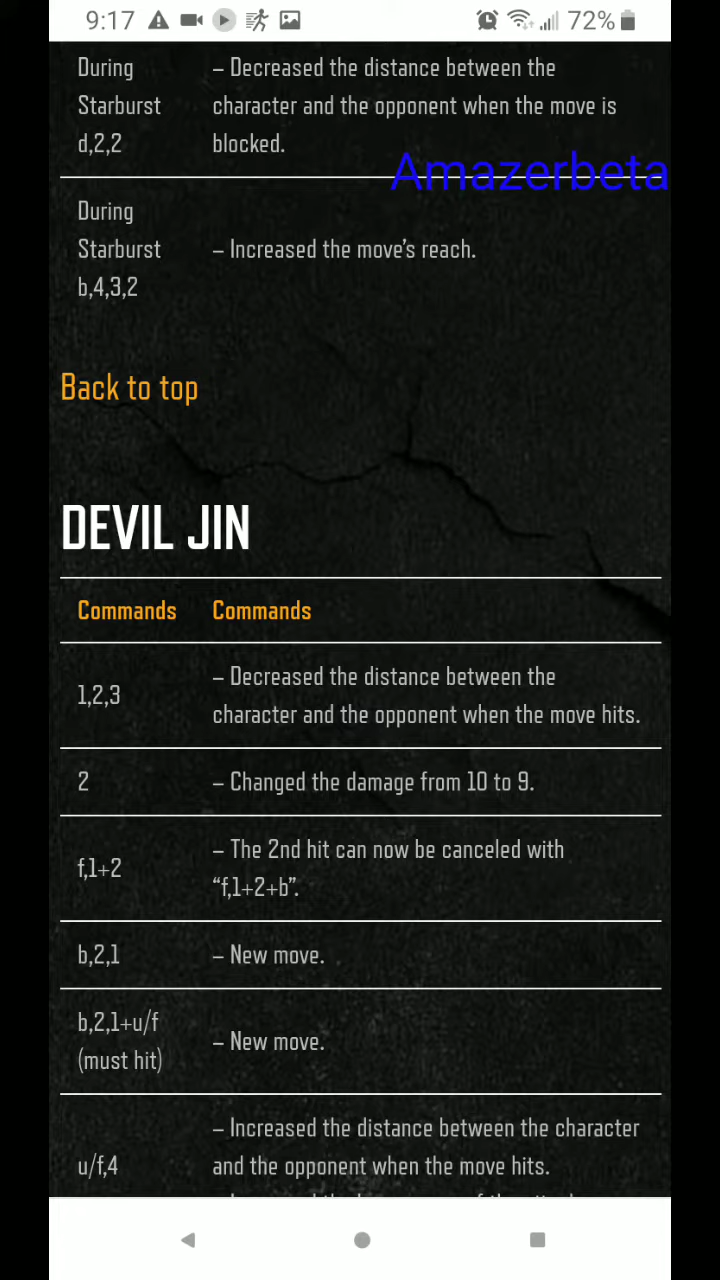 9:17
72%
During
Starburst
d,2,2
– Decreased the distance between the
character and the opponent when the move is
blocked.
Amazerbeta
During
Starburst
b,4,3,2
– Increased the move’s reach.
Back to top
DEVIL JIN
Commands
Commands
1,2,3
– Decreased the distance between the
character and the opponent when the move hits.
2
– Changed the damage from 10 to 9.
f,1+2
– The 2nd hit can now be canceled with
“f,1+2+b”.
b,2,1
– New move.
b,2,1+u/f
(must hit)
– New move.
u/f,4
– Increased the distance between the character
and the opponent when the move hits.